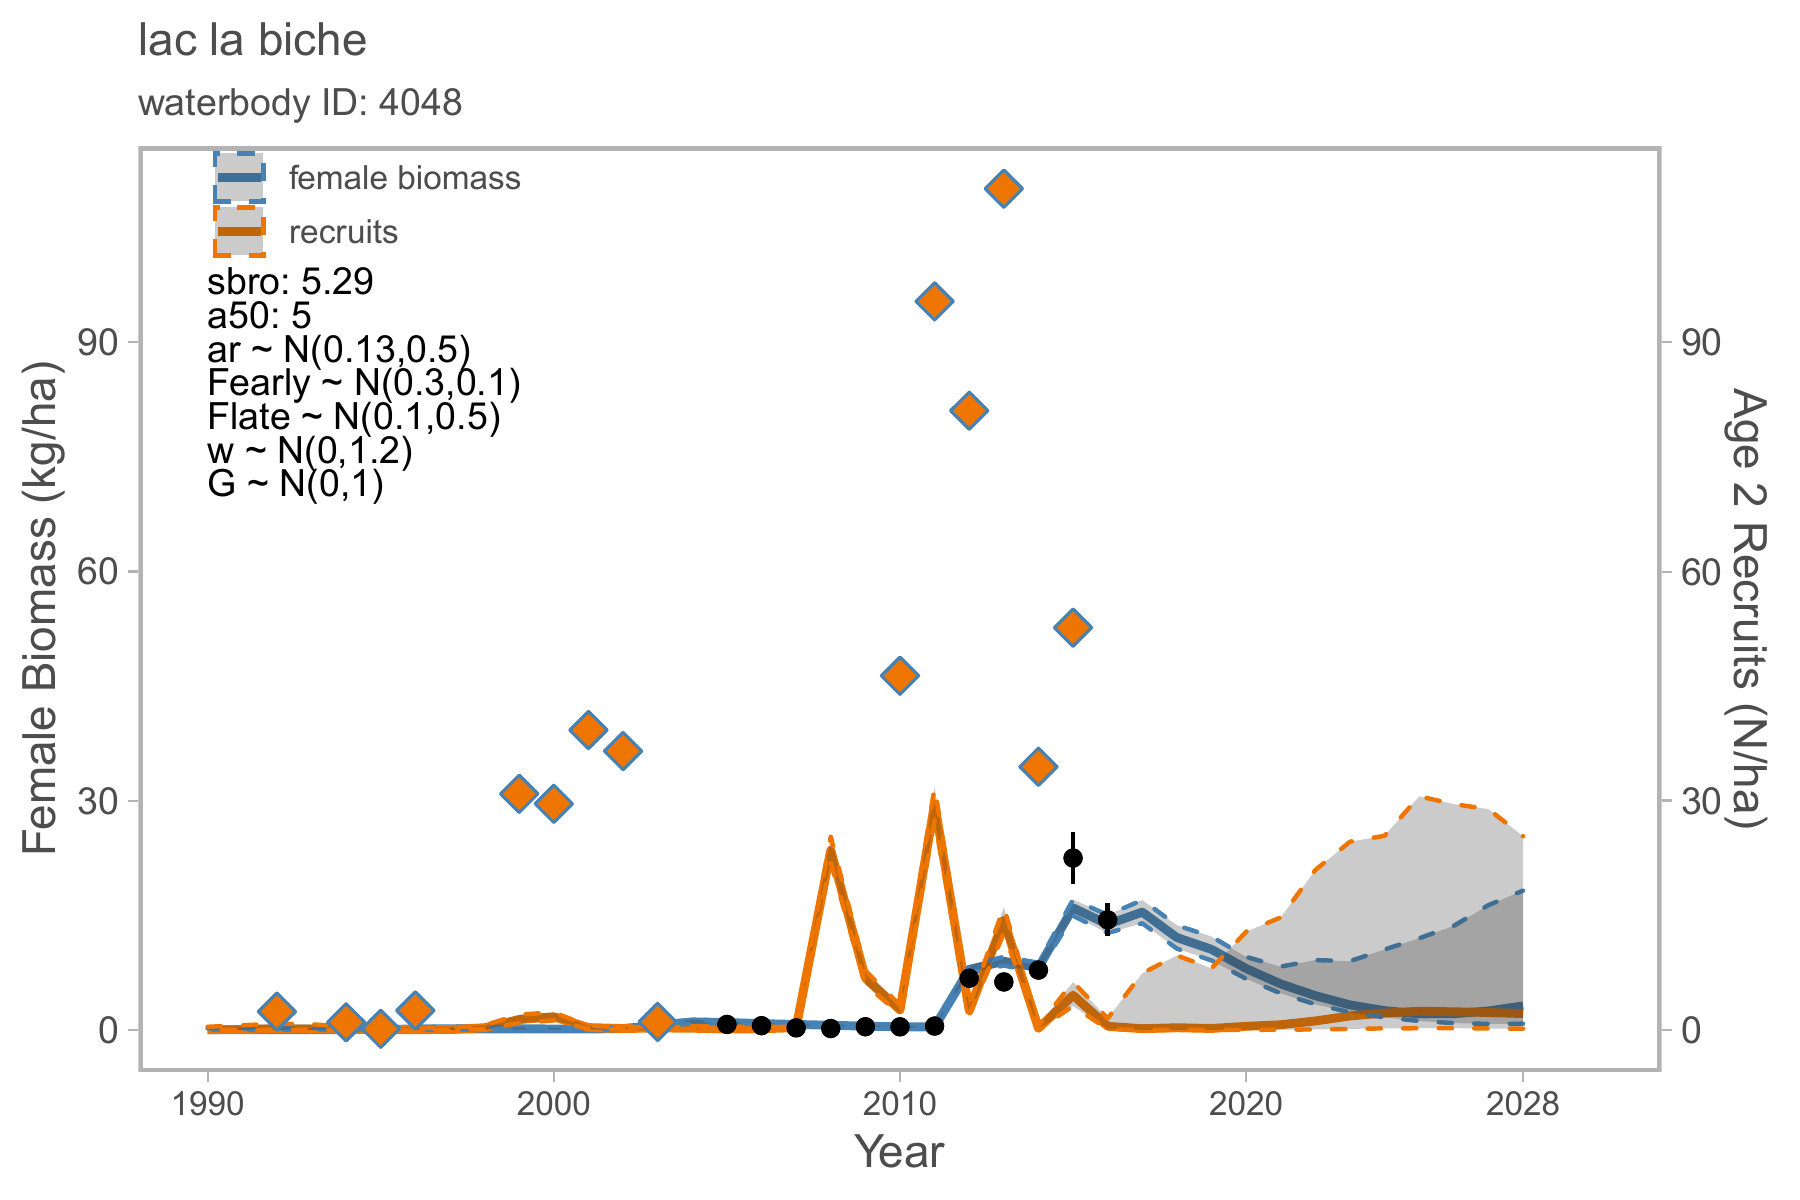 lac la biche
waterbody ID: 4048
female biomass
recruits
sbro: 5.29
a50: 5
ar ~ N(0.13,0.5)
Fearly ~ N(0.3,0.1)
Flate ~ N(0.1,0.5)
w ~ N(0,1.2)
G ~ N(0,1)
Female Biomass (kg/ha)
90
60
30
0
90
60
30
0
Age 2 Recruits (N/ha)
1990
2000
2010
2020
2028
Year